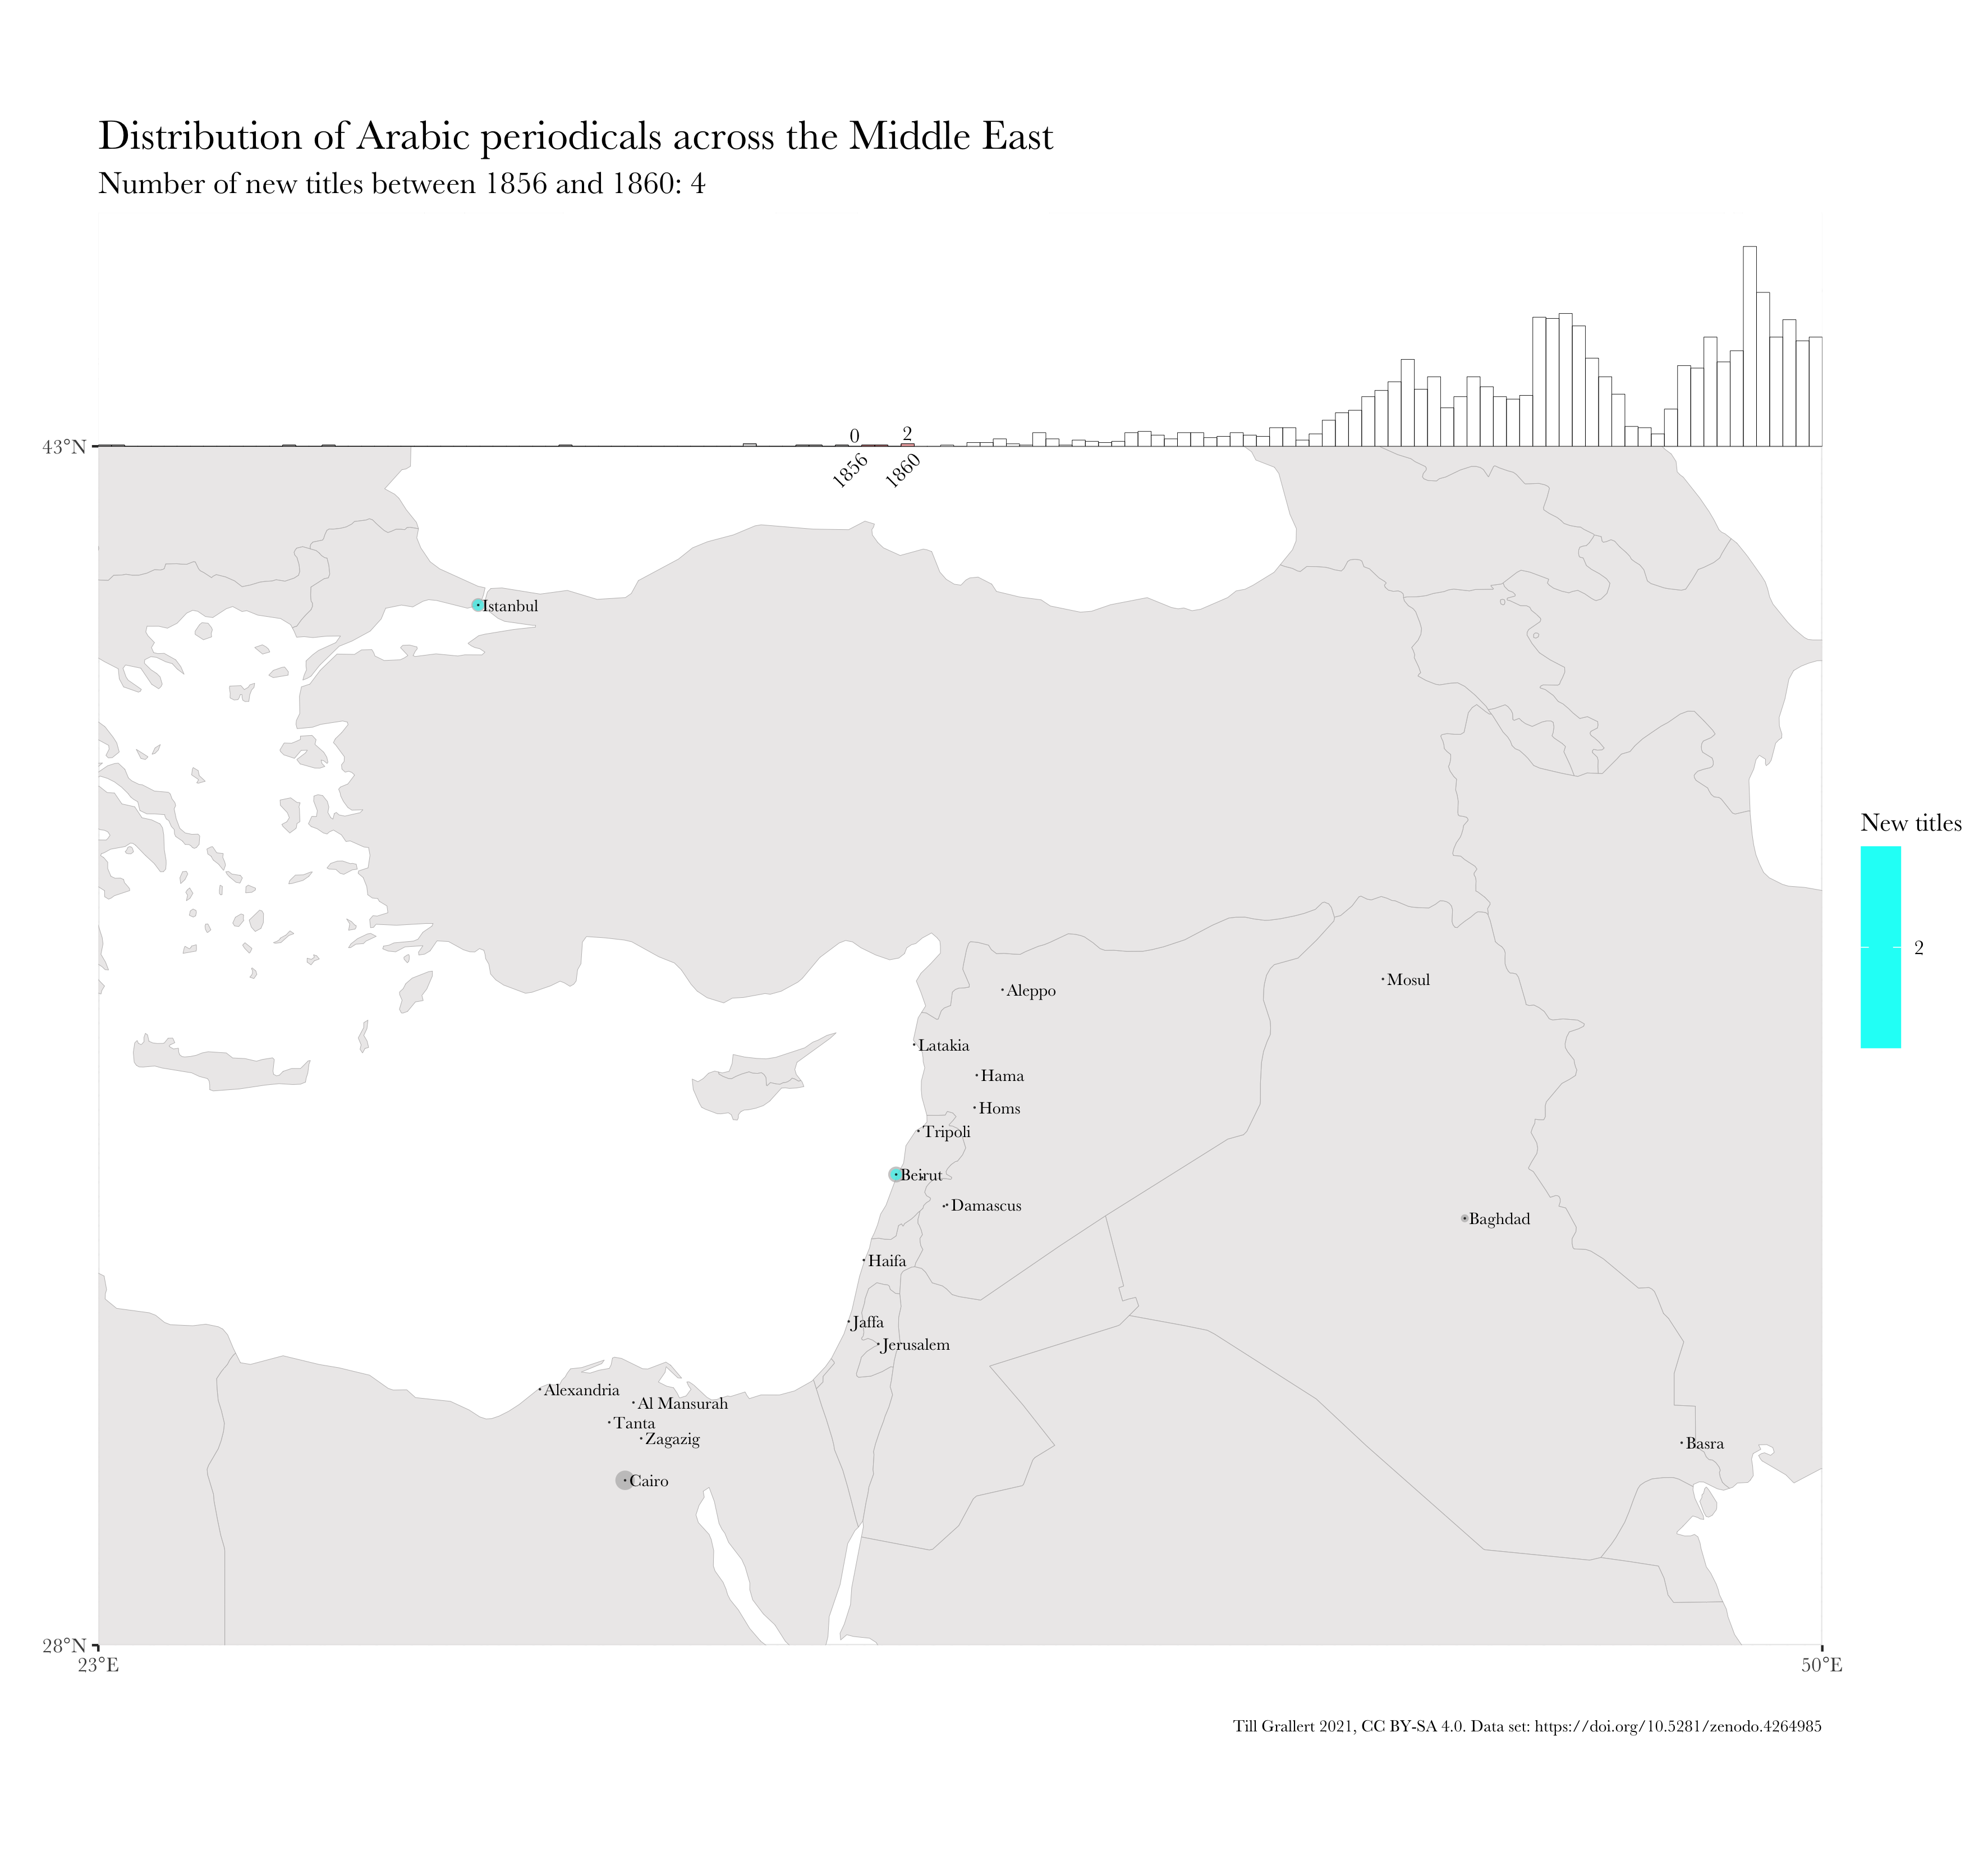 Distribution of Arabic periodicals across the Middle East
Number of new titles between 1856 and 1860: 4
0 2
43°N
1856 1860
Istanbul
New titles
2
Mosul
Aleppo
Latakia
Hama
Homs
Tripoli
Beirut
Damascus
Baghdad
Haifa
Jaffa
Jerusalem
Alexandria
Al Mansurah
Tanta
Zagazig
Basra
Cairo
28°N
23°E 50°E
Till Grallert 2021, CC BY-SA 4.0. Data set: https://doi.org/10.5281/zenodo.4264985